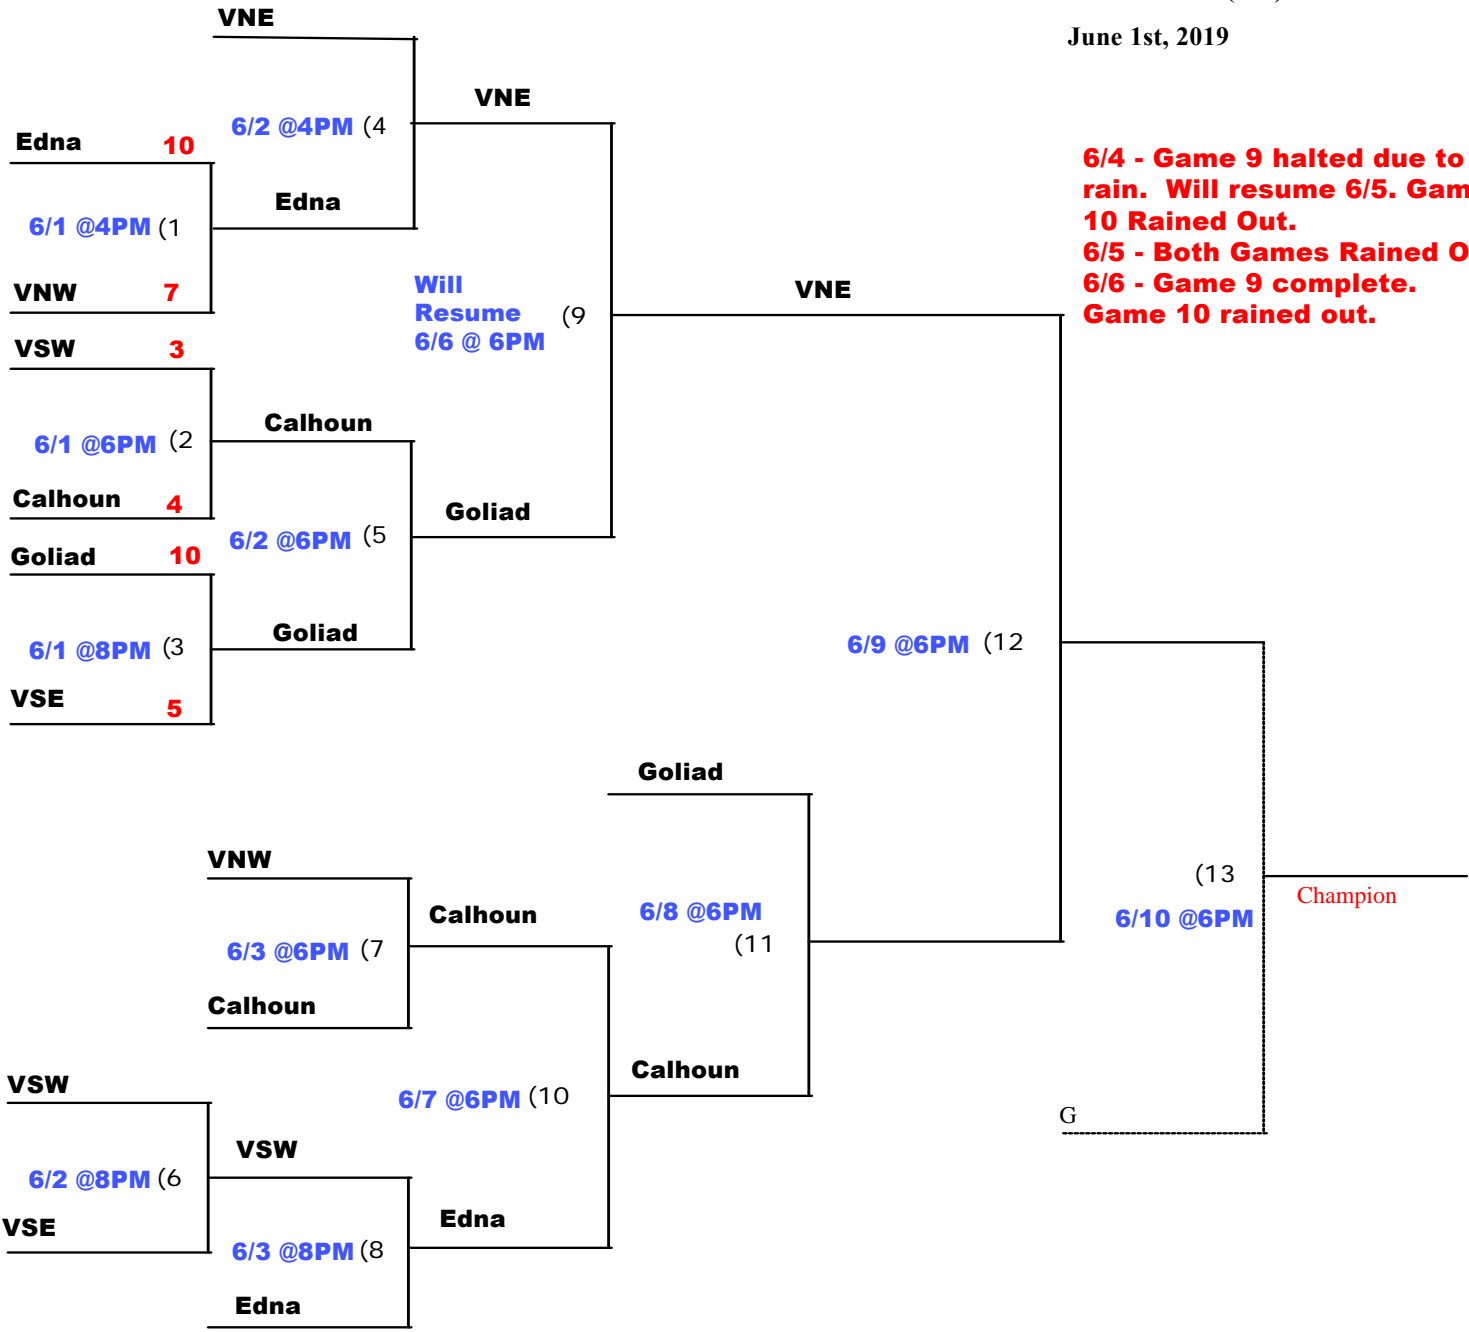 VNE
June 1st, 2019
VNE
6/2 @4PM (4
Edna 10
6/4 - Game 9 halted due to
rain. Will resume 6/5. Gam
10 Rained Out.
6/5 - Both Games Rained O
6/6 - Game 9 complete.
Game 10 rained out.
Edna
6/1 @4PM (1
VNW 7
Will
Resume
6/6 @ 6PM
(9
VNE
VSW 3
Calhoun
6/1 @6PM (2
Calhoun 4
Goliad
6/2 @6PM (5
Goliad 10
Goliad
6/1 @8PM (3
6/9 @6PM (12
VSE 5
Goliad
VNW
Calhoun
6/8 @6PM
(11
(13
Champion
6/10 @6PM
6/3 @6PM (7
Calhoun
Calhoun
VSW
6/7 @6PM (10
G
VSW
6/2 @8PM (6
VSE
Edna
6/3 @8PM (8
Edna